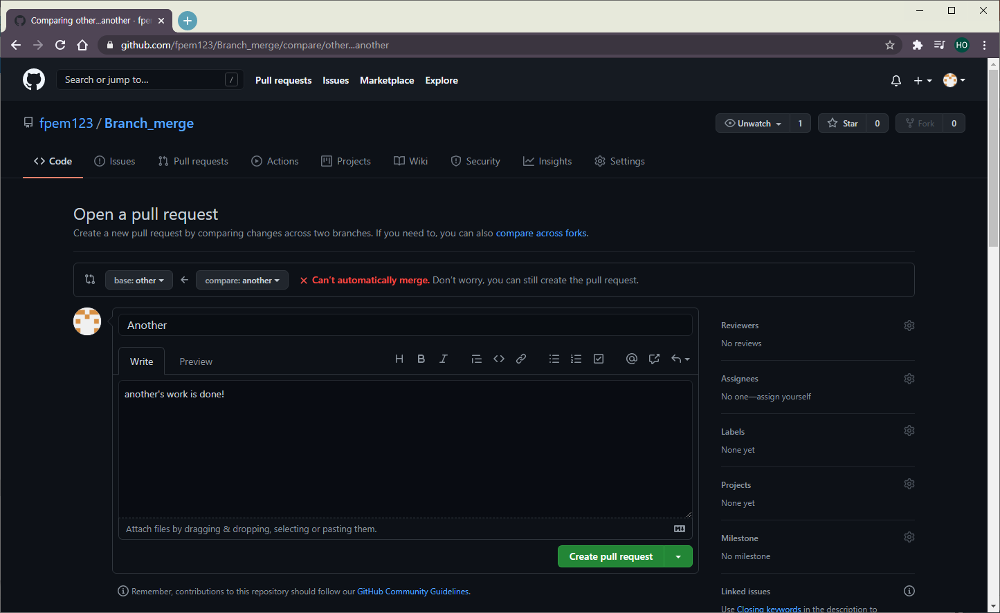 Comparing other...another · fpe
github.com/fpem123/Branch_merge/compare/other...another
HO
Search or jump to... /
Pull requests Issues Marketplace Explore
fpem123 / Branch_merge
Unwatch 1 Star 0 Fork 0
Code Issues Pull requests Actions Projects Wiki Security Insights Settings
Open a pull request
Create a new pull request by comparing changes across two branches. If you need to, you can also compare across forks.
base: other compare: another Can't automatically merge. Don't worry, you can still create the pull request.
Another
Write Preview
another's work is done!
Attach files by dragging & dropping, selecting or pasting them.
Create pull request
Remember, contributions to this repository should follow our GitHub Community Guidelines.
Reviewers
No reviews
Assignees
No one—assign yourself
Labels
None yet
Projects
None yet
Milestone
No milestone
Linked issues
Use Closing keywords in the description to